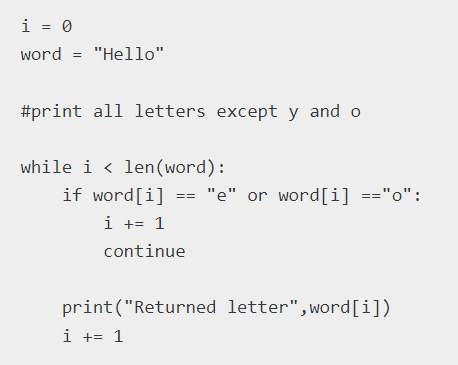 i = 0
word = "Hello"
#print all letters except y and o
while i < len(word):
    if word[i] == "e" or word[i] =="o":
        i += 1
        continue
    print("Returned letter",word[i])
    i += 1